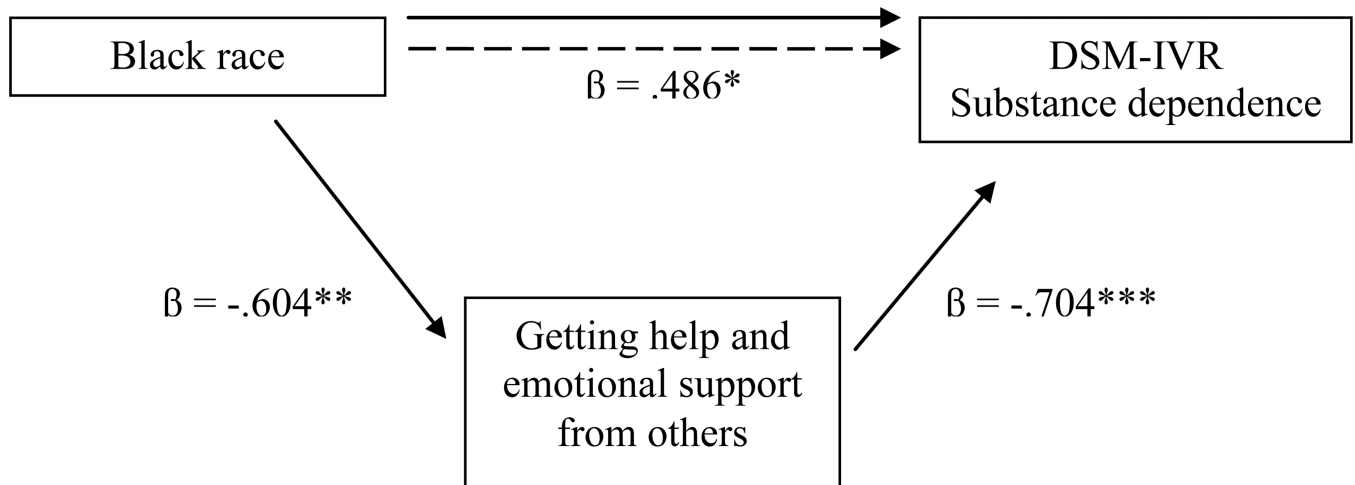 Black race
DSM-IVR
Substance dependence
ß = .486*
ß = -.604**
ß = -.704***
Getting help and
emotional support
from others